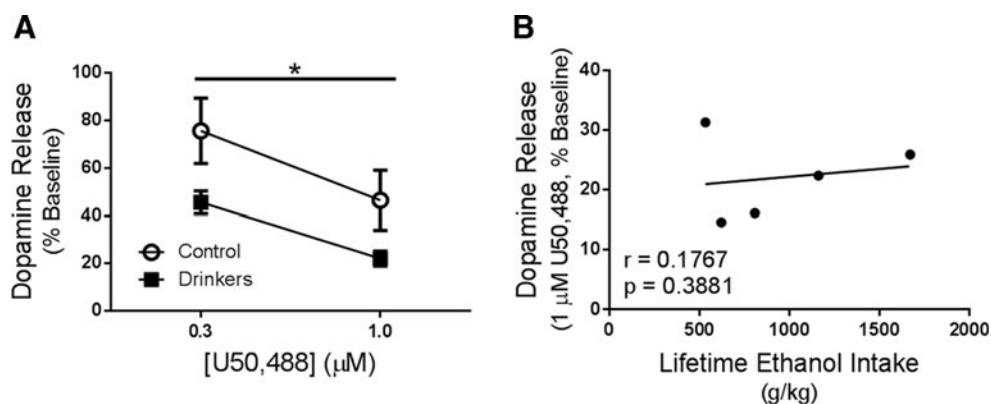 A
Dopamine Release
(% Baseline)
100
80
60
40
20
0
*
Control
Drinkers
0.3
1.0
[U50,488] (μM)
B
Dopamine Release
(1 μM U50,488, % Baseline)
40
30
20
10
0
r = 0.1767
p = 0.3881
0
500
1000
1500
2000
Lifetime Ethanol Intake
(g/kg)